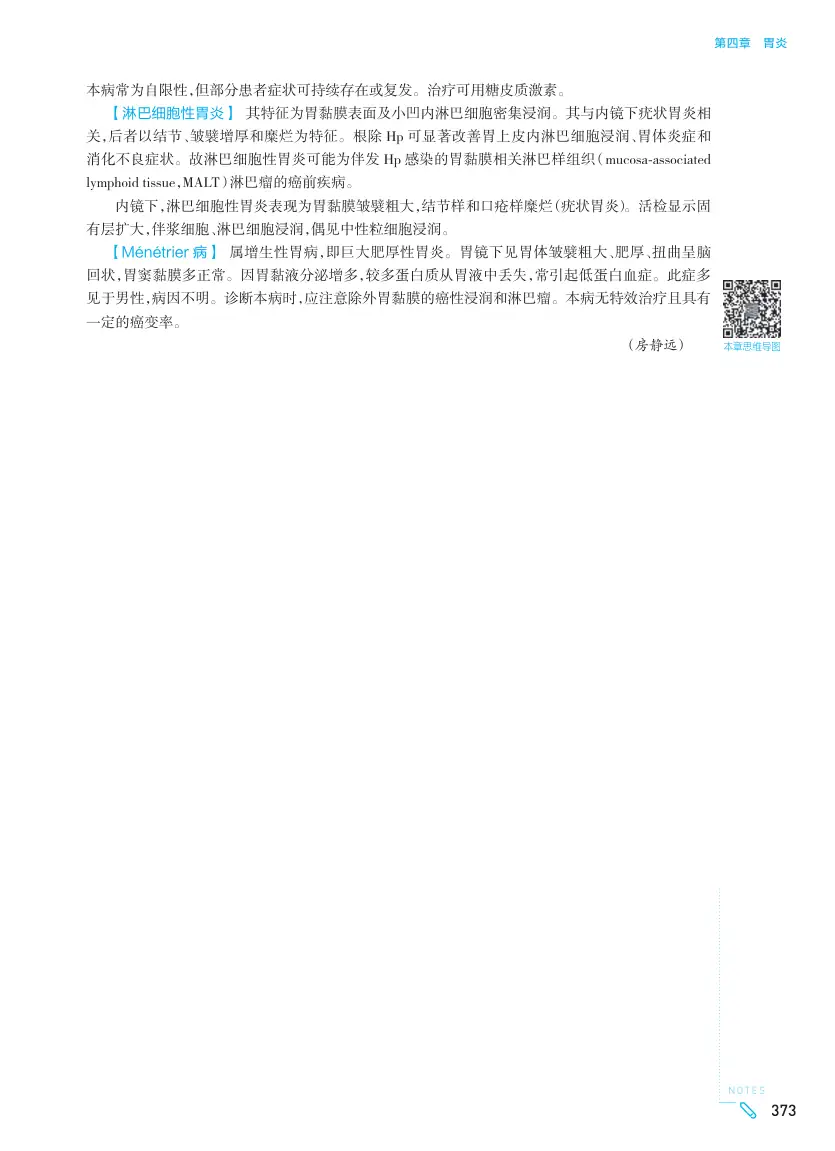 第四章 胃炎
本病常为自限性,但部分患者症状可持续存在或复发。治疗可用糖皮质激素。
【淋巴细胞性胃炎】 其特征为胃黏膜表面及小凹内淋巴细胞密集浸润。其与内镜下疣状胃炎相
关,后者以结节、皱襞增厚和糜烂为特征。根除 Hp 可显著改善胃上皮内淋巴细胞浸润、胃体炎症和
消化不良症状。故淋巴细胞性胃炎可能为伴发 Hp 感染的胃黏膜相关淋巴样组织(mucosa-associated
lymphoid tissue,MALT)淋巴瘤的癌前疾病。
内镜下,淋巴细胞性胃炎表现为胃黏膜皱襞粗大,结节样和口疮样糜烂(疣状胃炎)。活检显示固
有层扩大,伴浆细胞、淋巴细胞浸润,偶见中性粒细胞浸润。
【Ménétrier 病】 属增生性胃病,即巨大肥厚性胃炎。胃镜下见胃体皱襞粗大、肥厚、扭曲呈脑
回状,胃窦黏膜多正常。因胃黏液分泌增多,较多蛋白质从胃液中丢失,常引起低蛋白血症。此症多
见于男性,病因不明。诊断本病时,应注意除外胃黏膜的癌性浸润和淋巴瘤。本病无特效治疗且具有
一定的癌变率。
(房静远)
本章思维导图
NOTES
373